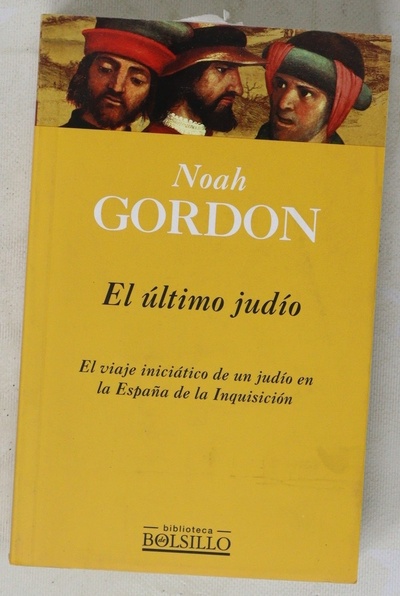 Noah
GORDON
El último judío
El viaje iniciático de un judío en
la España de la Inquisición
biblioteca
de BOLSILLO